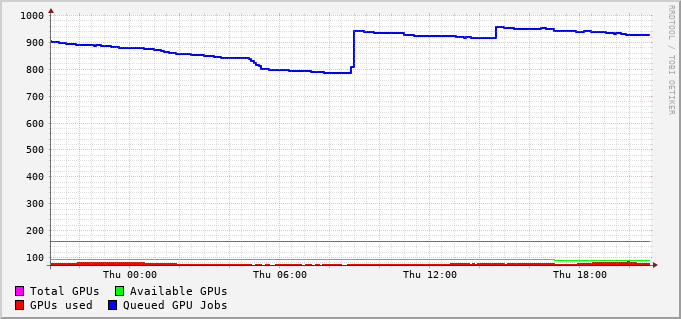 1000
900
800
700
600
500
400
300
200
100
Thu 00:00 Thu 06:00 Thu 12:00 Thu 18:00
Total GPUs Available GPUs
GPUs used Queued GPU Jobs
RRDTOOL / TOBI OETIKER